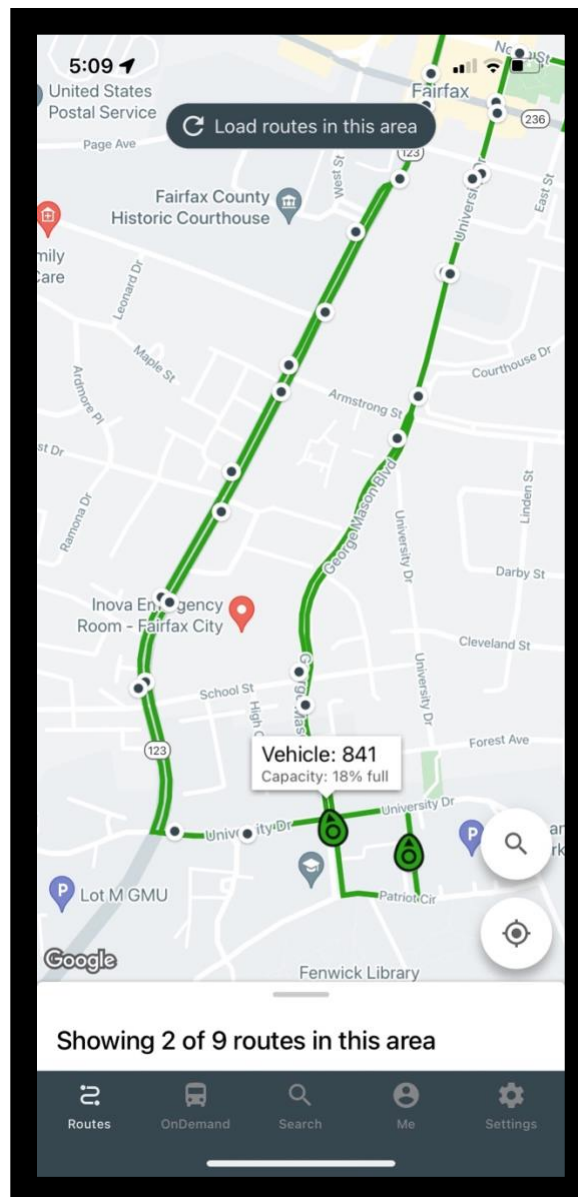 5:09
United States
Postal Service
Fairfax
Load routes in this area
236
Page Ave
123
West St
East St
University Dr
Fairfax County
Historic Courthouse
Leonard Dr
Maple St
Courthouse Dr
Ardmore Pl
Armstrong St
Ramona Dr
George Mason Blvd
University Dr
Linden St
Darby St
Inova Em gency
Room - Fairfax City
Cleveland St
School St
University Dr
123
Vehicle: 841
Capacity: 18% full
Forest Ave
University Dr
P
Lot M GMU
P
Patriot Cir
Google
Fenwick Library
Showing 2 of 9 routes in this area
Routes
OnDemand
Search
Me
Settings